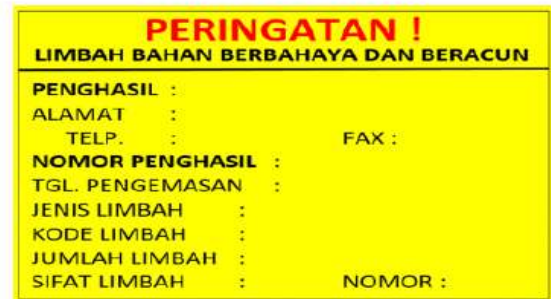 PERINGATAN !
LIMBAH BAHAN BERBAHAYA DAN BERACUN
PENGHASIL :
ALAMAT :
TELP. : FAX :
NOMOR PENGHASIL :
TGL. PENGEMASAN :
JENIS LIMBAH :
KODE LIMBAH :
JUMLAH LIMBAH :
SIFAT LIMBAH : NOMOR :